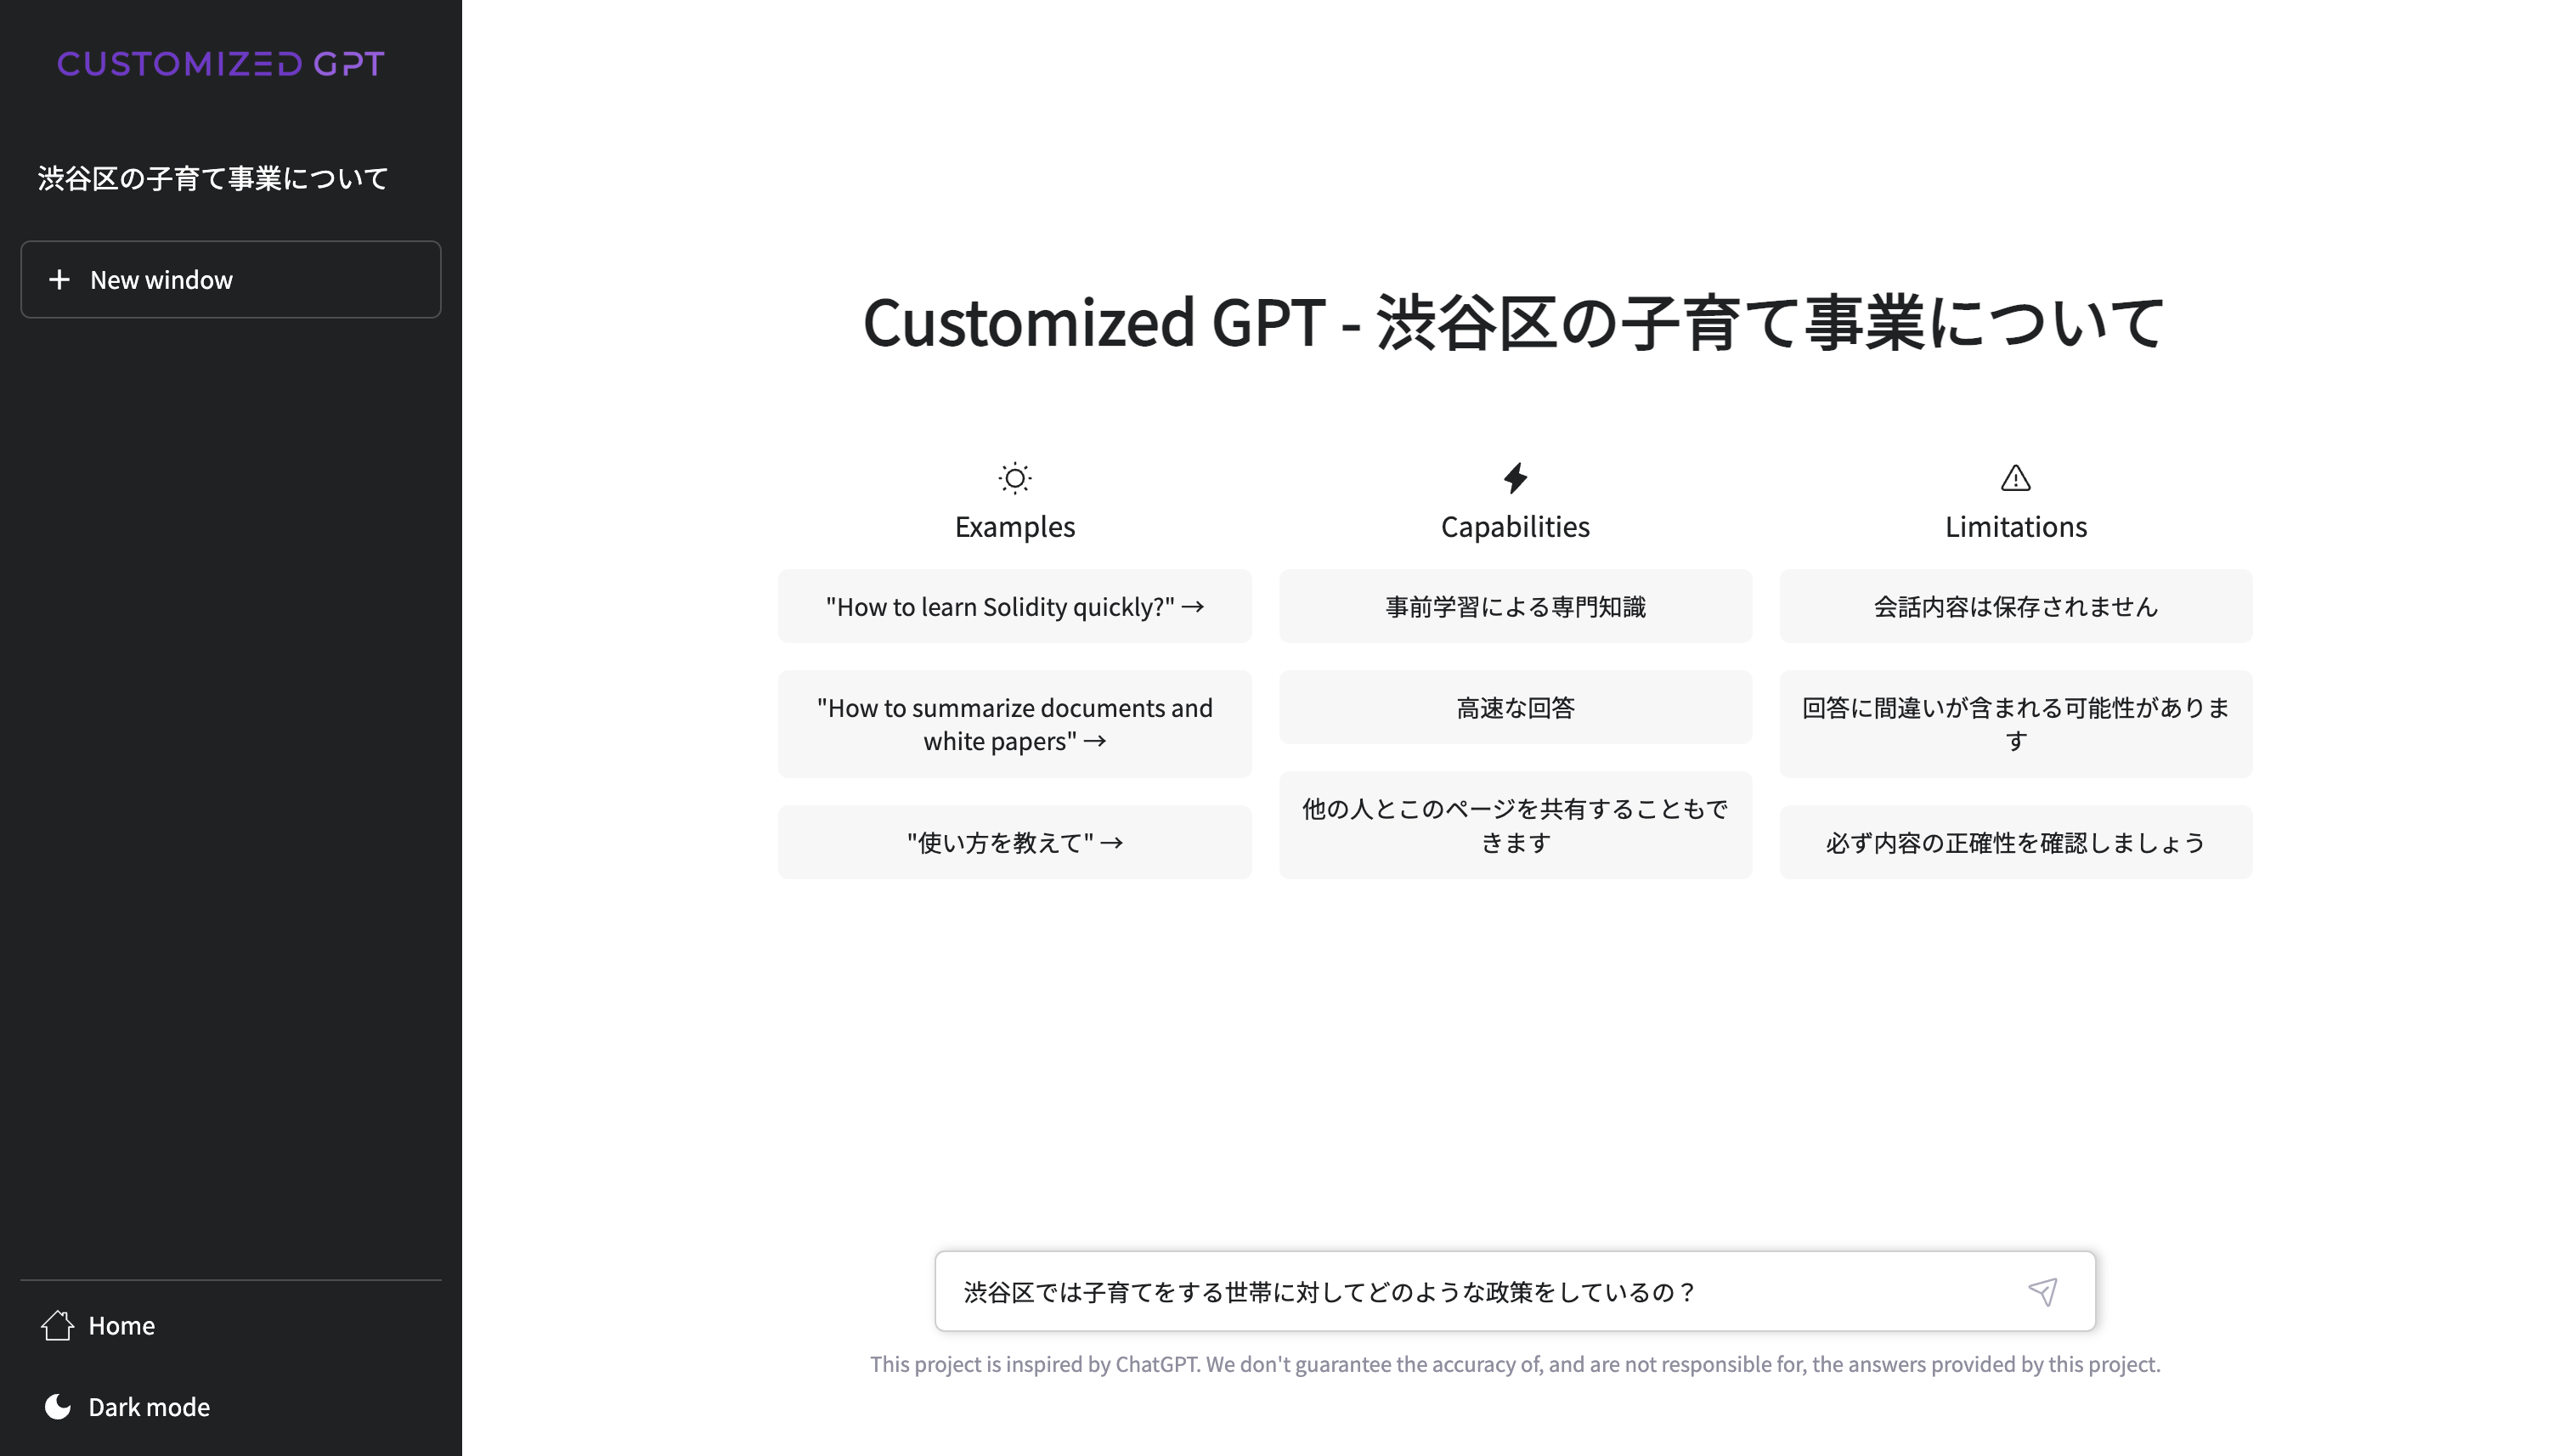 CUSTOMIZED GPT
渋谷区の子育て事業について
New window
Home
Dark mode
Customized GPT - 渋谷区の子育て事業について
Examples
"How to learn Solidity quickly?" →
"How to summarize documents and
white papers" →
"使い方を教えて" →
Capabilities
事前学習による専門知識
高速な回答
他の人とこのページを共有することもで
きます
Limitations
会話内容は保存されません
回答に間違いが含まれる可能性がありま
す
必ず内容の正確性を確認しましょう
渋谷区では子育てをする世帯に対してどのような政策をしているの？
This project is inspired by ChatGPT. We don't guarantee the accuracy of, and are not responsible for, the answers provided by this project.